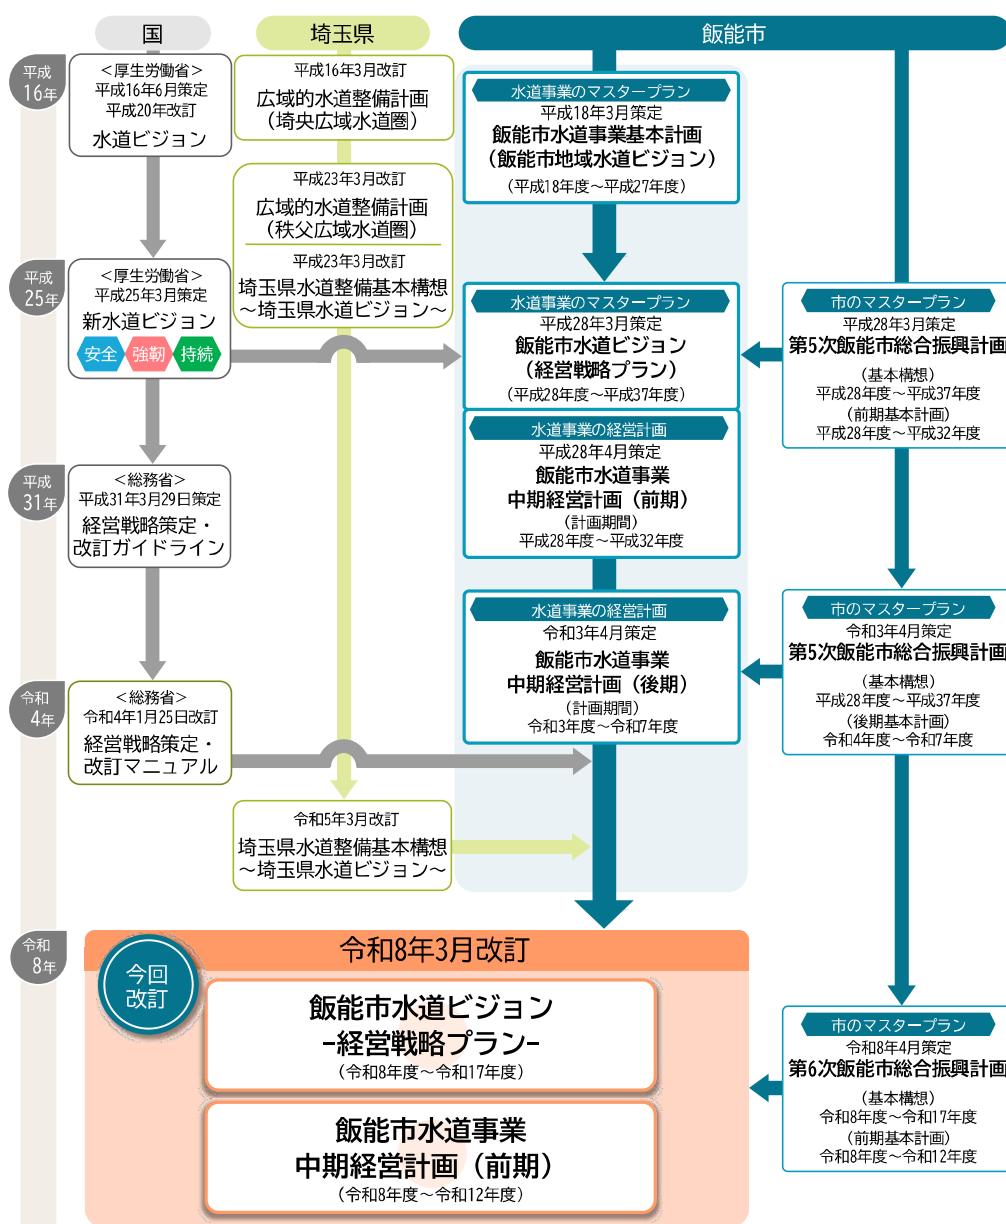 国
埼玉県
飯能市
平成
16年
＜厚生労働省＞
平成16年6月策定
平成20年改訂
水道ビジョン
平成16年3月改訂
広域的水道整備計画
（埼央広域水道圏）
水道事業のマスタープラン
平成18年3月策定
飯能市水道事業基本計画
（飯能市地域水道ビジョン）
（平成18年度～平成27年度）
平成23年3月改訂
広域的水道整備計画
（秩父広域水道圏）
平成23年3月改訂
埼玉県水道整備基本構想
～埼玉県水道ビジョン～
平成
25年
＜厚生労働省＞
平成25年3月策定
新水道ビジョン
安全
強靭
持続
水道事業のマスタープラン
平成28年3月策定
飯能市水道ビジョン
（経営戦略プラン）
（平成28年度～平成37年度）
市のマスタープラン
平成28年3月策定
第5次飯能市総合振興計画
（基本構想）
平成28年度～平成37年度
（前期基本計画）
平成28年度～平成32年度
水道事業の経営計画
平成28年4月策定
飯能市水道事業
中期経営計画（前期）
（計画期間）
平成28年度～平成32年度
平成
31年
＜総務省＞
平成31年3月29日策定
経営戦略策定・
改訂ガイドライン
水道事業の経営計画
令和3年4月策定
飯能市水道事業
中期経営計画（後期）
（計画期間）
令和3年度～令和7年度
市のマスタープラン
令和3年4月策定
第5次飯能市総合振興計画
（基本構想）
平成28年度～平成37年度
（後期基本計画）
令和4年度～令和7年度
令和
4年
＜総務省＞
令和4年1月25日改訂
経営戦略策定・
改訂マニュアル
令和5年3月改訂
埼玉県水道整備基本構想
～埼玉県水道ビジョン～
令和
8年
今回
改訂
令和8年3月改訂
飯能市水道ビジョン
-経営戦略プラン-
（令和8年度～令和17年度）
飯能市水道事業
中期経営計画（前期）
（令和8年度～令和12年度）
市のマスタープラン
令和8年4月策定
第6次飯能市総合振興計画
（基本構想）
令和8年度～令和17年度
（前期基本計画）
令和8年度～令和12年度